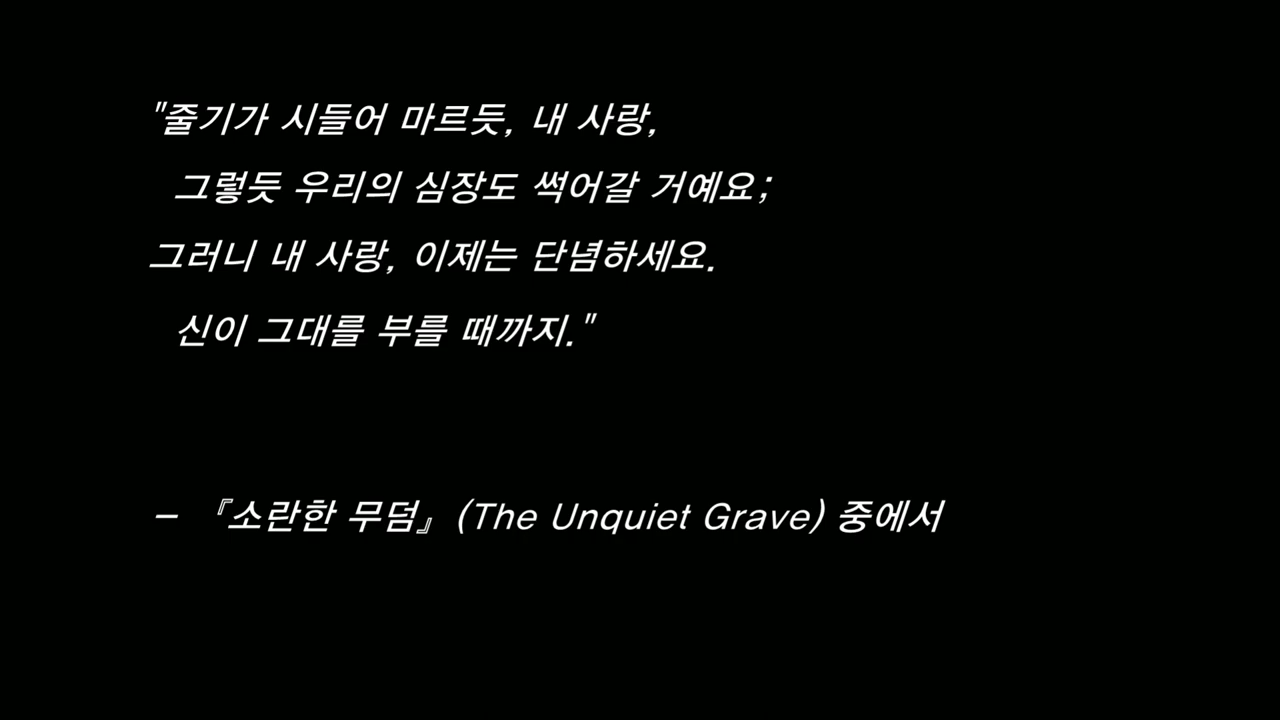 "줄기가 시들어 마르듯, 내 사랑,
그렇듯 우리의 심장도 썩어갈 거예요;
그러니 내 사랑, 이제는 단념하세요.
신이 그대를 부를 때까지."
- 『소란한 무덤』(The Unquiet Grave) 중에서